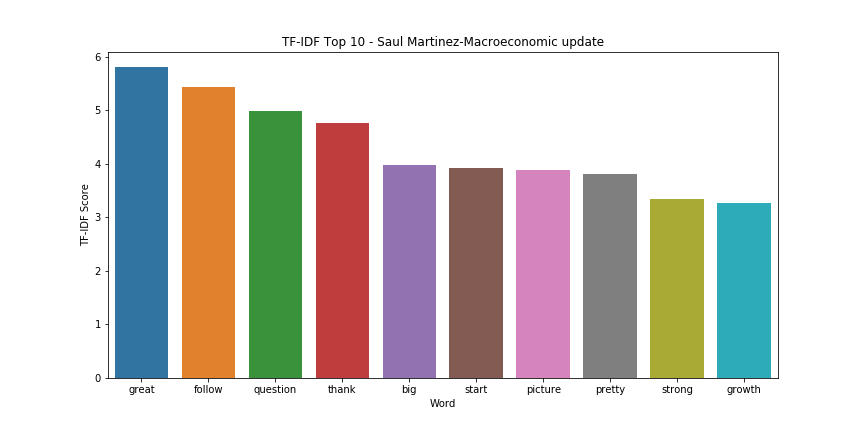 TF-IDF Top 10 - Saul Martinez-Macroeconomic update
TF-IDF Score
6
5
4
3
2
1
0
great follow question thank big start picture pretty strong growth
Word